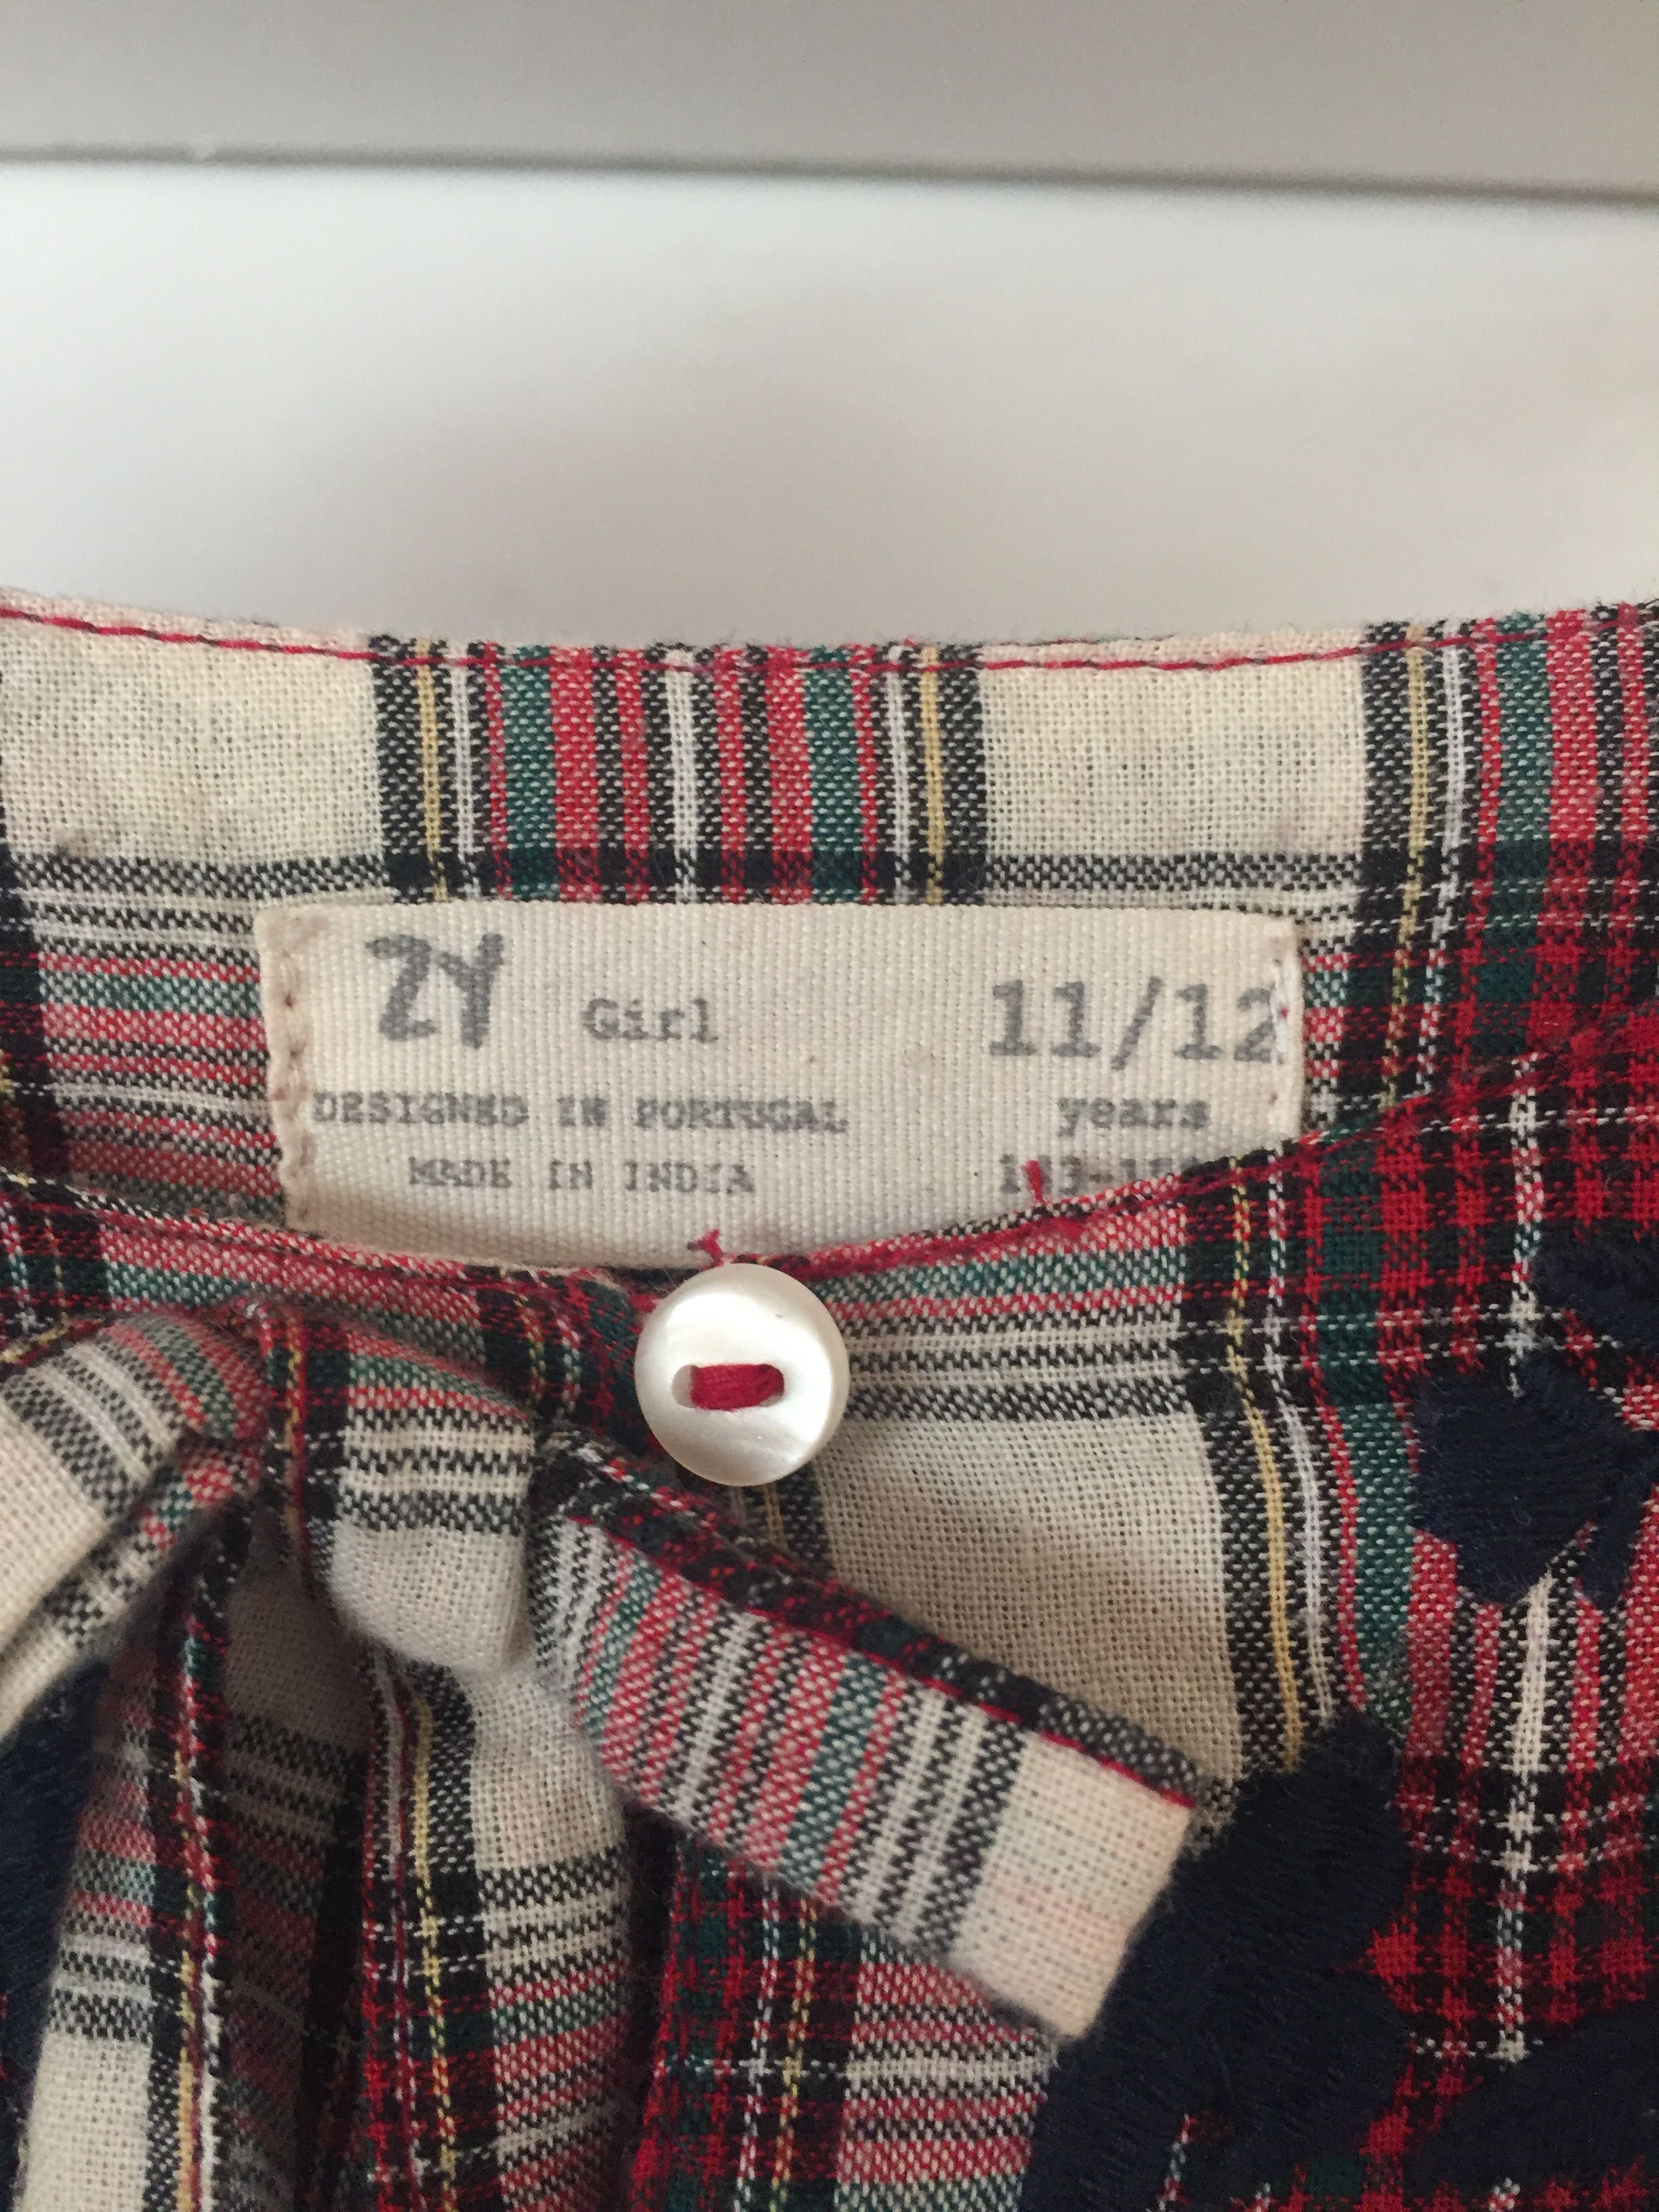 ZY Girl 11/12
DESIGNED IN PORTUGAL years
MADE IN INDIA